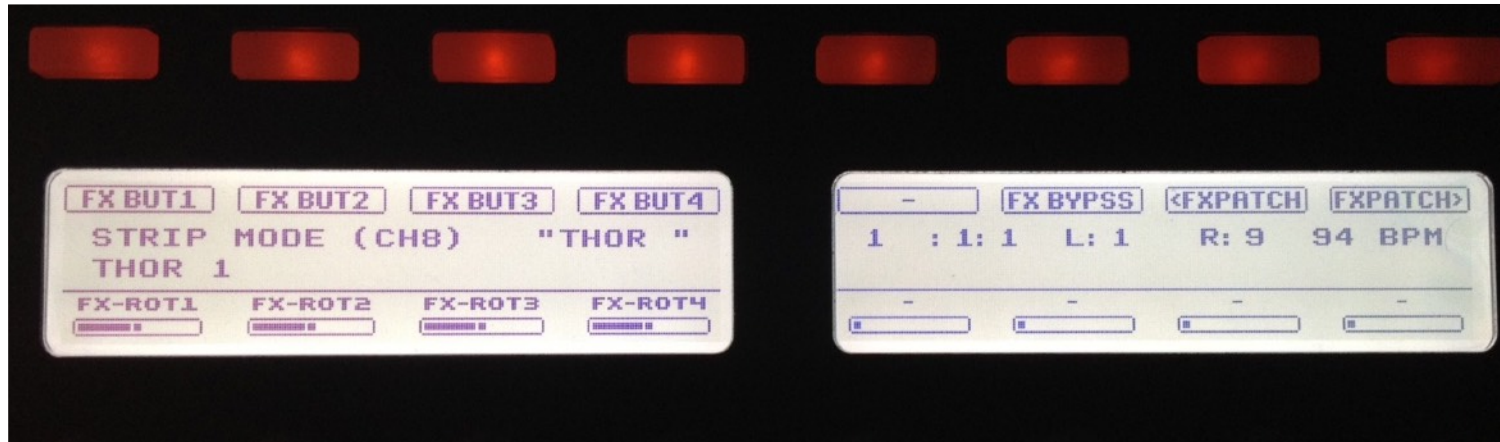 FX BUT1 FX BUT2 FX BUT3 FX BUT4
STRIP MODE (CH8) "THOR "
THOR 1
FX-ROT1 FX-ROT2 FX-ROT3 FX-ROT4
- FX BYPSS <FXPATCH FXPATCH>
1 : 1: 1 L: 1 R: 9 94 BPM
- - - -